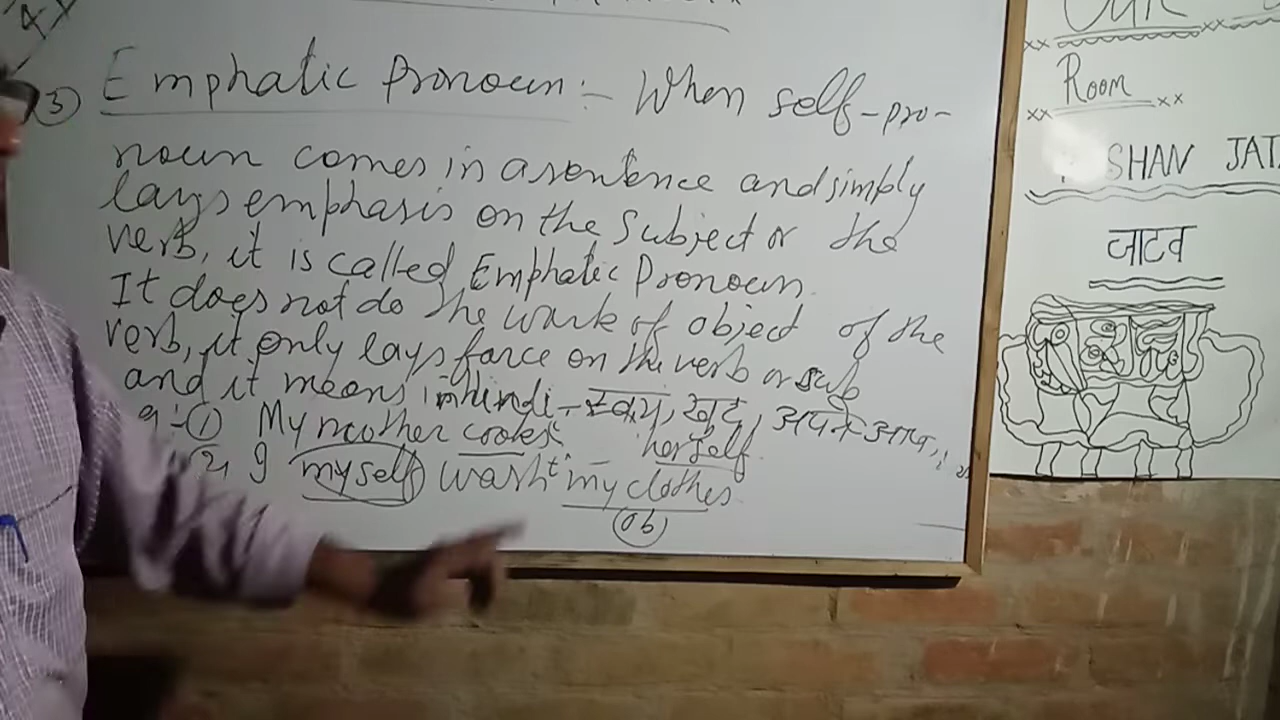 ③ Emphatic Pronoun :- When self-pro-
noun comes in a sentence and simply
lays emphasis on the Subject or the
verb, it is called Emphatic Pronoun.
It does not do the work of object of the
verb, it only lays force on the verb or sub
and it means in hindi - स्वयं, खुद, अपने आप,
g :- ① My mother cooks herself.
② I myself wash my clothes.
(Ob)
Room
SHAN JATA
जाटव